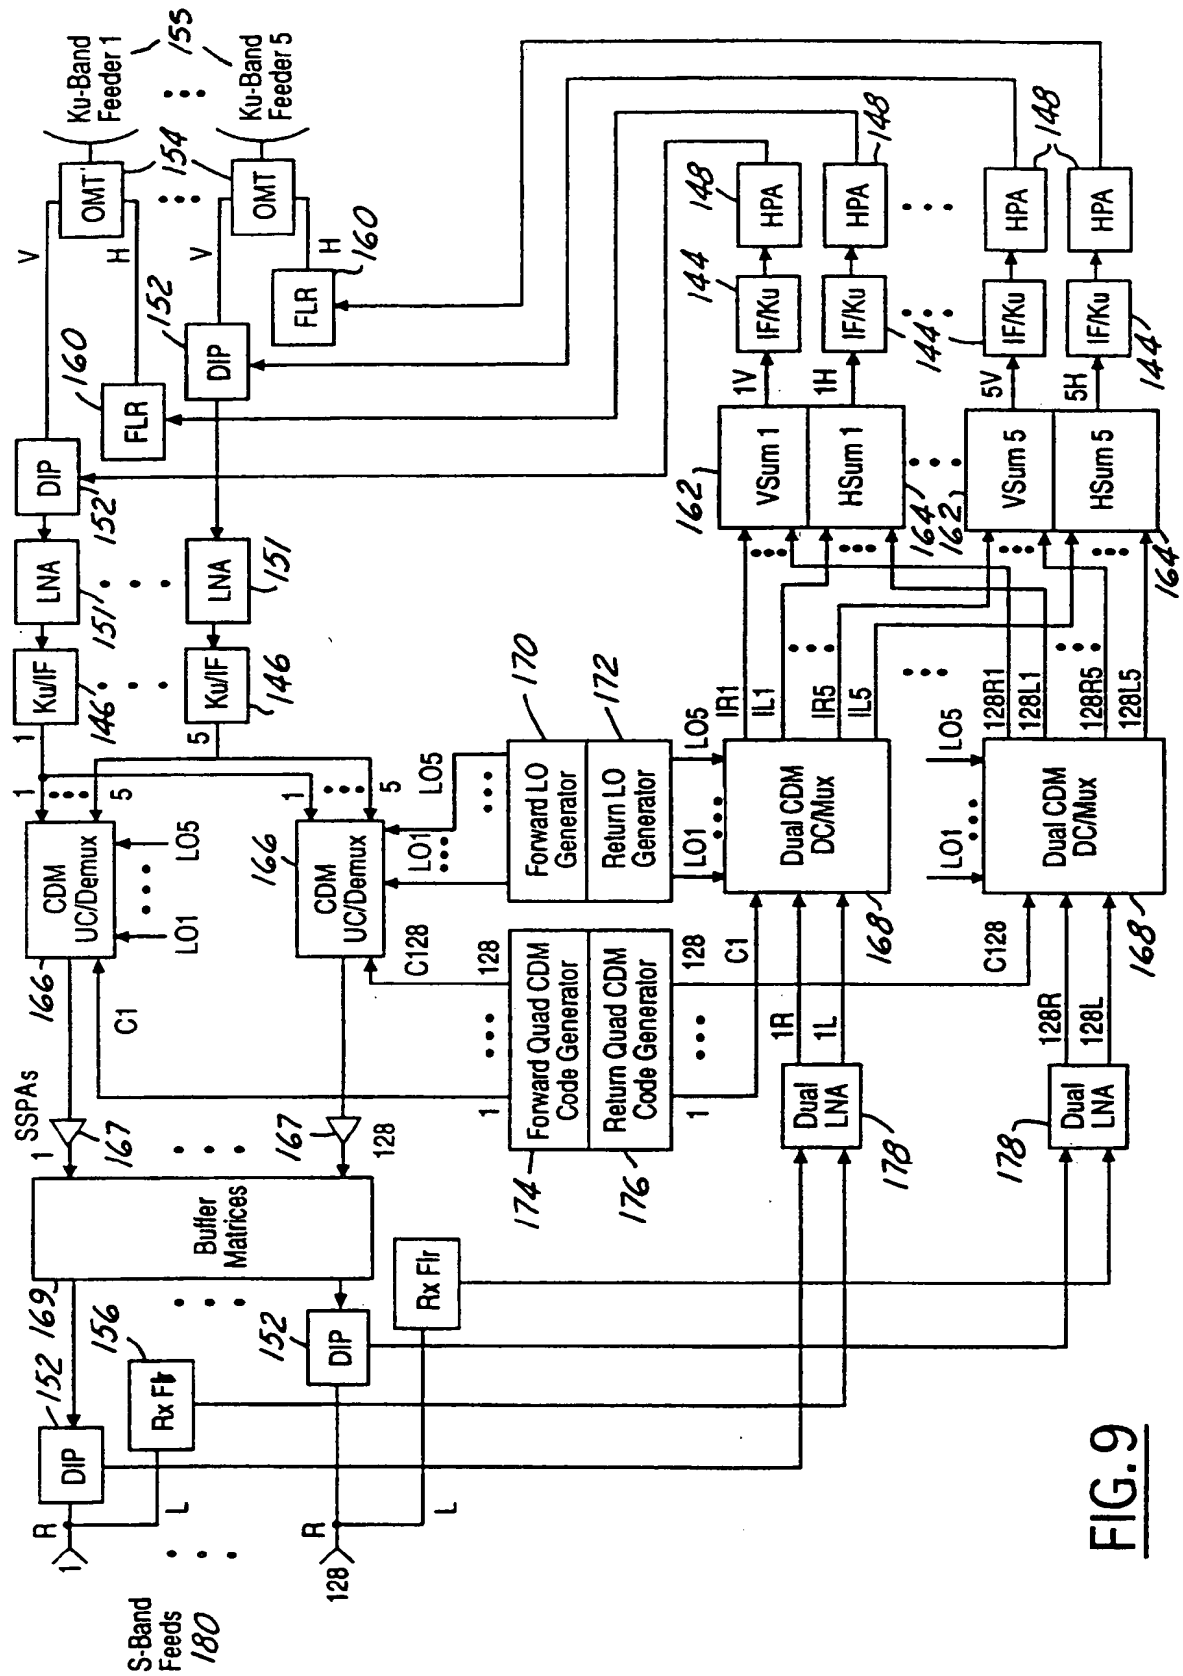 S-Band
Feeds
180
1
R
L
DIP
152
Rx Flr
156
169
Buffer
Matrices
1
SSPAs
167
C1
166
CDM
UC/Demux
LO1
LO5
1
5
1
Ku/IF
146
LNA
151
DIP
152
FLR
160
V
H
OMT
154
Ku-Band
Feeder 1
155
Ku-Band
Feeder 5
128
R
L
DIP
152
Rx Flr
167
128
C128
CDM
UC/Demux
166
LO1
LO5
1
5
5
Ku/IF
146
LNA
151
DIP
152
V
H
OMT
FLR
160
174
Forward Quad CDM
Code Generator
1
128
176
Return Quad CDM
Code Generator
1
128
Forward LO
Generator
170
Return LO
Generator
172
LO1
LO5
178
Dual
LNA
1R
1L
C1
168
Dual CDM
DC/Mux
IR1
IL1
IR5
IL5
162
VSum 1
HSum 1
164
1V
1H
IF/Ku
144
HPA
148
IF/Ku
144
HPA
148
178
Dual
LNA
128R
128L
C128
168
Dual CDM
DC/Mux
LO1
LO5
128R1
128L1
128R5
128L5
162
VSum 5
HSum 5
164
5V
5H
IF/Ku
HPA
148
IF/Ku
144
HPA
FIG.9